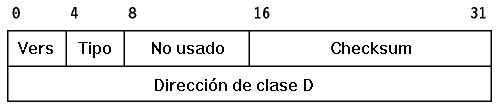 0 4 8 16 31
Vers Tipo No usado Checksum
Dirección de clase D